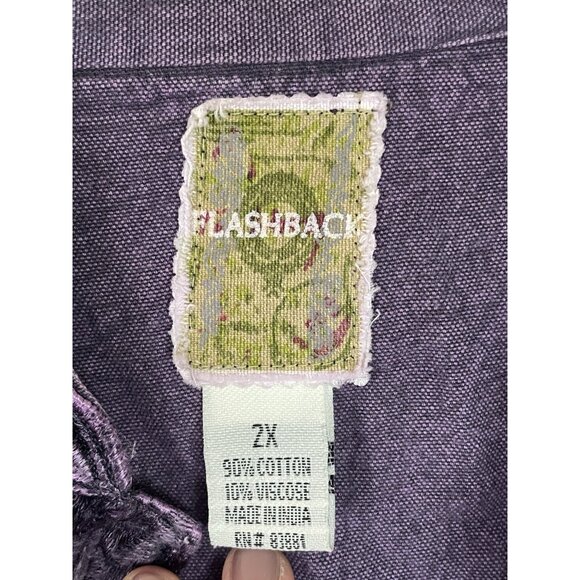 FLASHBACK
2X
90% COTTON
10% VISCOSE
MADE IN INDIA
RN# 83881